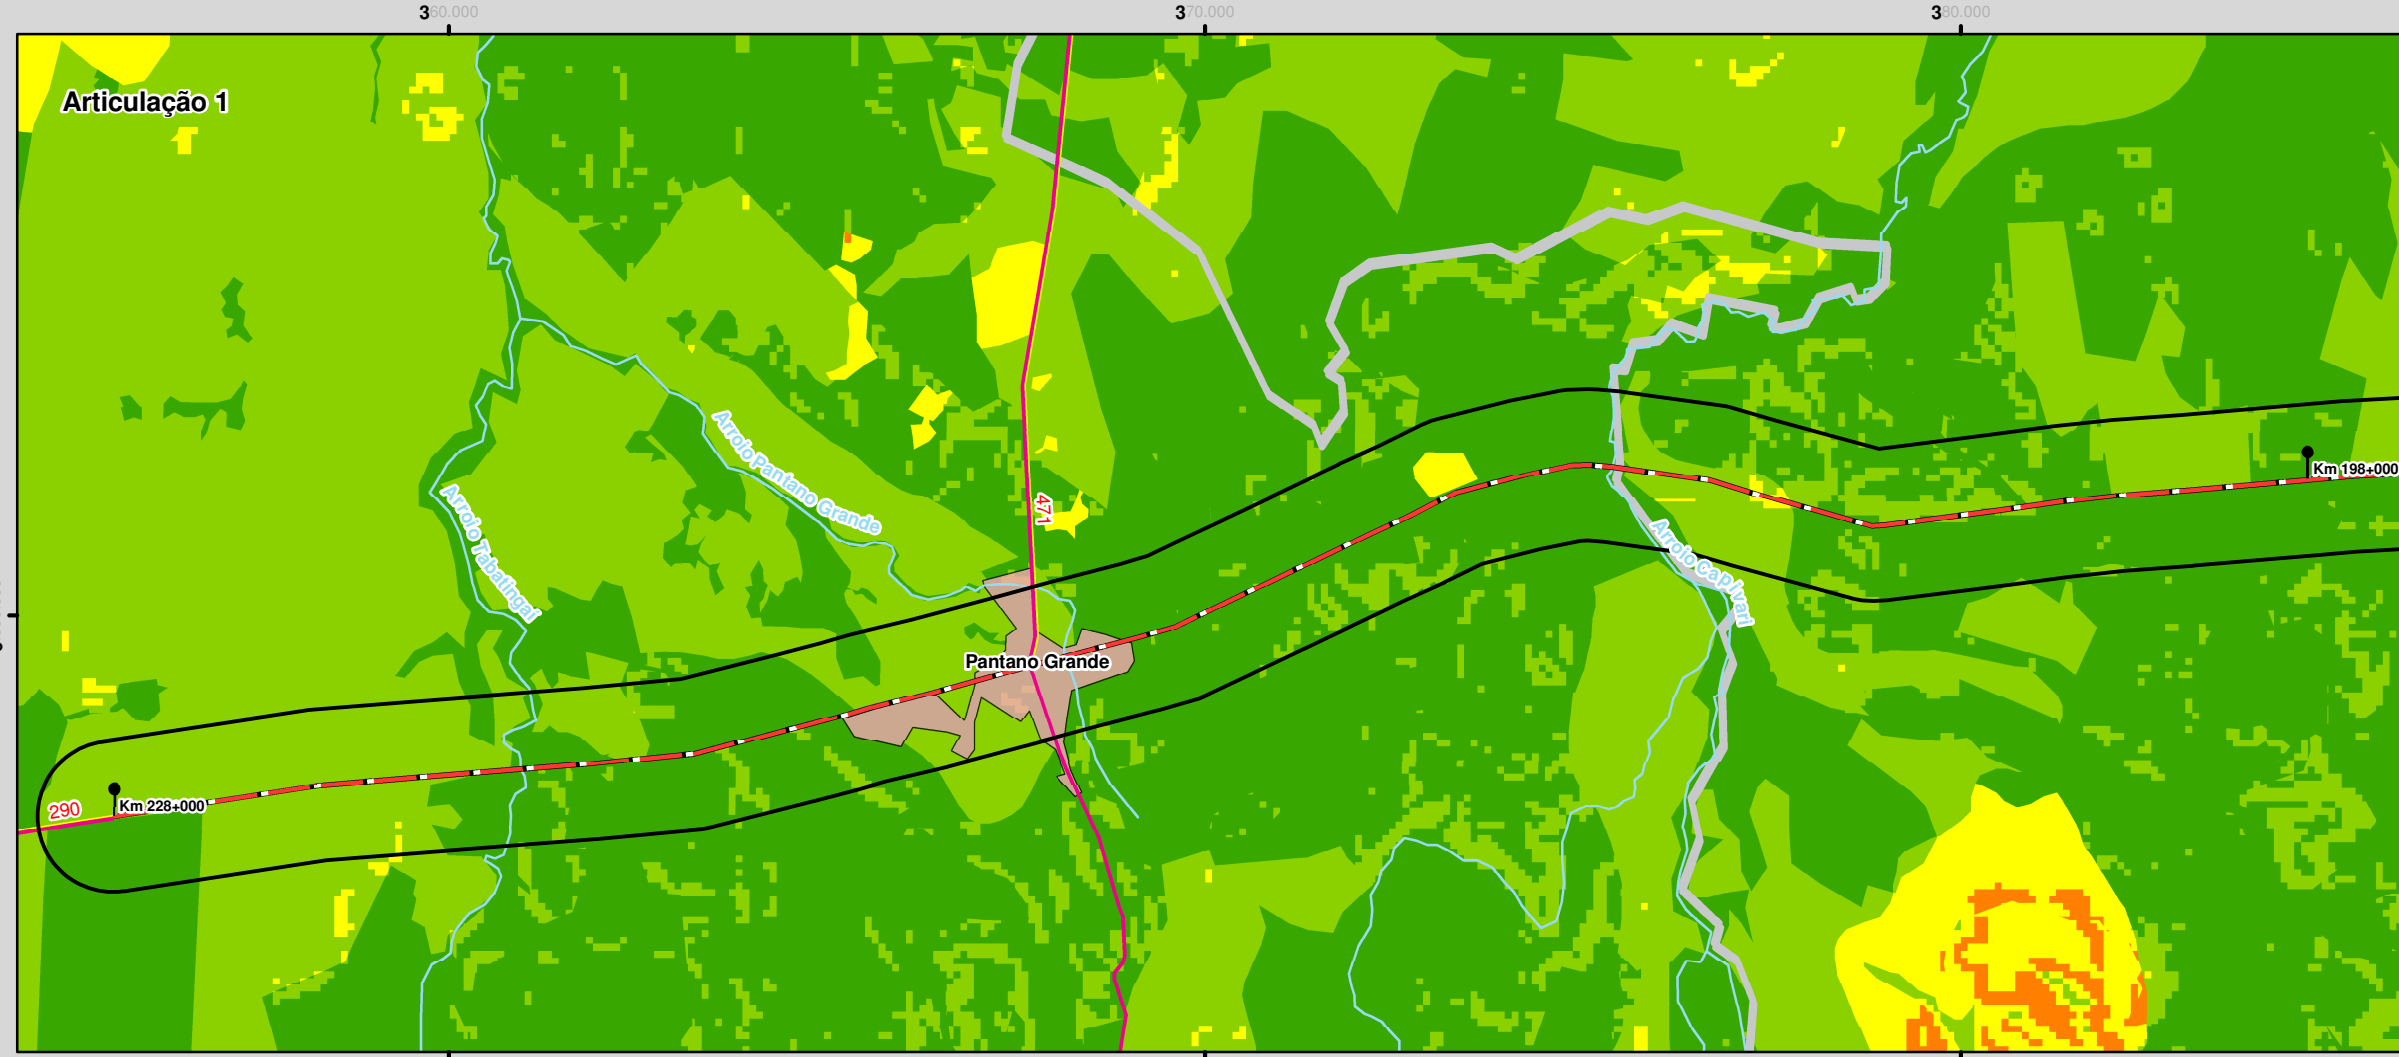 360.000
370.000
380.000
Articulação 1
Arroio Pantano Grande
Km 198+000
471
Arroio Tabatingaí
Arroio Capivari
Pantano Grande
290
Km 228+000